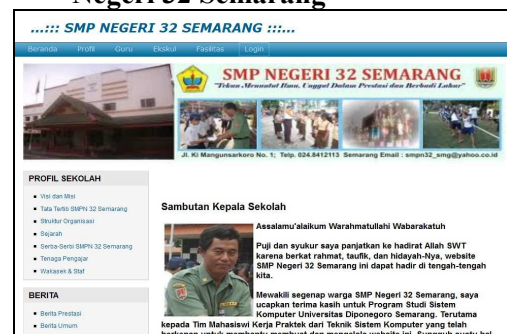 Negeri 32 Semarang
...::: SMP NEGERI 32 SEMARANG :::...
Beranda Profil Guru Ekskul Fasilitas Login
SMP NEGERI 32 SEMARANG
"Tekun Menuntut Ilmu, Unggul Dalam Prestasi dan Berbudi Luhur"
Jl. Ki Mangunsarkoro No. 1; Telp. 024.8412113 Semarang Email : smpn32_smg@yahoo.co.id
PROFIL SEKOLAH
Visi dan Misi
Tata Tertib SMPN 32 Semarang
Struktur Organisasi
Sejarah
Serba-Serbi SMPN 32 Semarang
Tenaga Pengajar
Wakasek & Staf
BERITA
Berita Prestasi
Berita Umum
Sambutan Kepala Sekolah
Assalamu'alaikum Warahmatullahi Wabarakatuh
Puji dan syukur saya panjatkan ke hadirat Allah SWT
karena berkat rahmat, taufik, dan hidayah-Nya, website
SMP Negeri 32 Semarang ini dapat hadir di tengah-tengah
kita.
Mewakili segenap warga SMP Negeri 32 Semarang, saya
ucapkan terima kasih untuk Program Studi Sistem
Komputer Universitas Diponegoro Semarang. Terutama
kepada Tim Mahasiswi Kerja Praktek dari Teknik Sistem Komputer yang telah